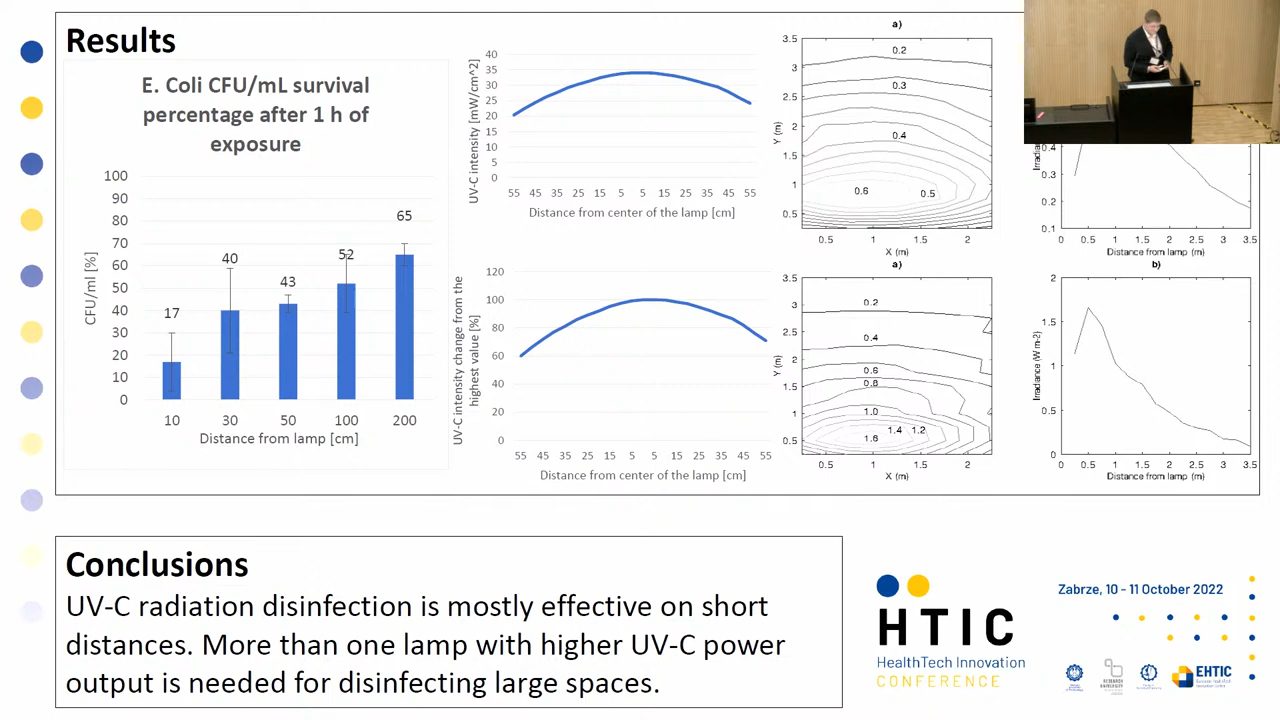 Results
E. Coli CFU/mL survival
percentage after 1 h of
exposure
CFU/ml [%]
100
90
80
70
60
50
40
30
20
10
0
17
40
43
52
65
10 30 50 100 200
Distance from lamp [cm]
UV-C intensity [mW/cm^2]
40
35
30
25
20
15
10
5
0
55 45 35 25 15 5 5 15 25 35 45 55
Distance from center of the lamp [cm]
UV-C intensity change from the
highest value [%]
120
100
80
60
40
20
0
55 45 35 25 15 5 5 15 25 35 45 55
Distance from center of the lamp [cm]
a)
Y (m)
3.5
3
2.5
2
1.5
1
0.5
0.2
0.3
0.4
0.6
0.5
0.5 1 1.5 2
X (m)
0.4
0.3
0.2
0.1
0 0.5 1 1.5 2 2.5 3 3.5
Distance from lamp (m)
a)
Y (m)
3.5
3
2.5
2
1.5
1
0.5
0.2
0.4
0.6
0.8
1.0
1.4 1.2
1.6
0.5 1 1.5 2
X (m)
b)
Irradiance (W m-2)
2
1.5
1
0.5
0
0 0.5 1 1.5 2 2.5 3 3.5
Distance from lamp (m)
Conclusions
UV-C radiation disinfection is mostly effective on short
distances. More than one lamp with higher UV-C power
output is needed for disinfecting large spaces.
HTIC
HealthTech Innovation
CONFERENCE
Zabrze, 10 - 11 October 2022
EHTIC